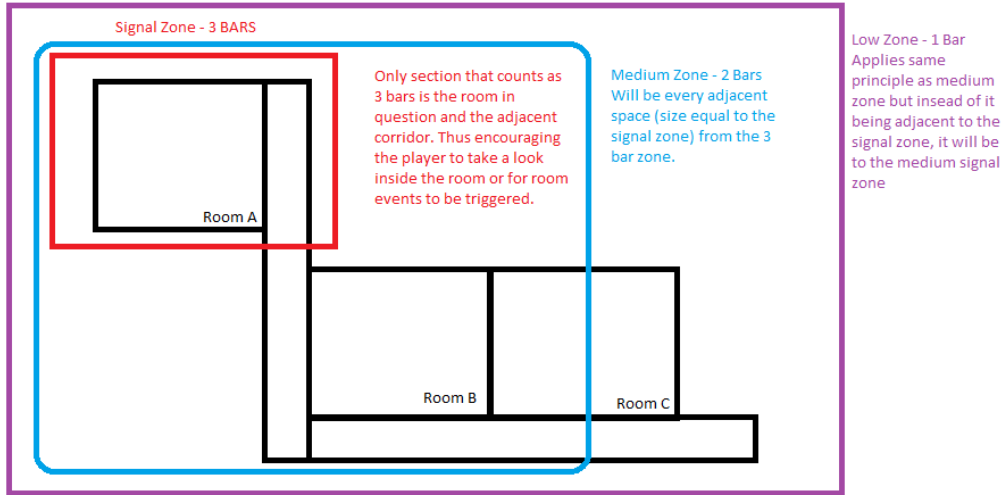 Signal Zone - 3 BARS
Only section that counts as
3 bars is the room in
question and the adjacent
corridor. Thus encouraging
the player to take a look
inside the room or for room
events to be triggered.
Medium Zone - 2 Bars
Will be every adjacent
space (size equal to the
signal zone) from the 3
bar zone.
Low Zone - 1 Bar
Applies same
principle as medium
zone but insead of it
being adjacent to the
signal zone, it will be
to the medium signal
zone
Room A
Room B
Room C